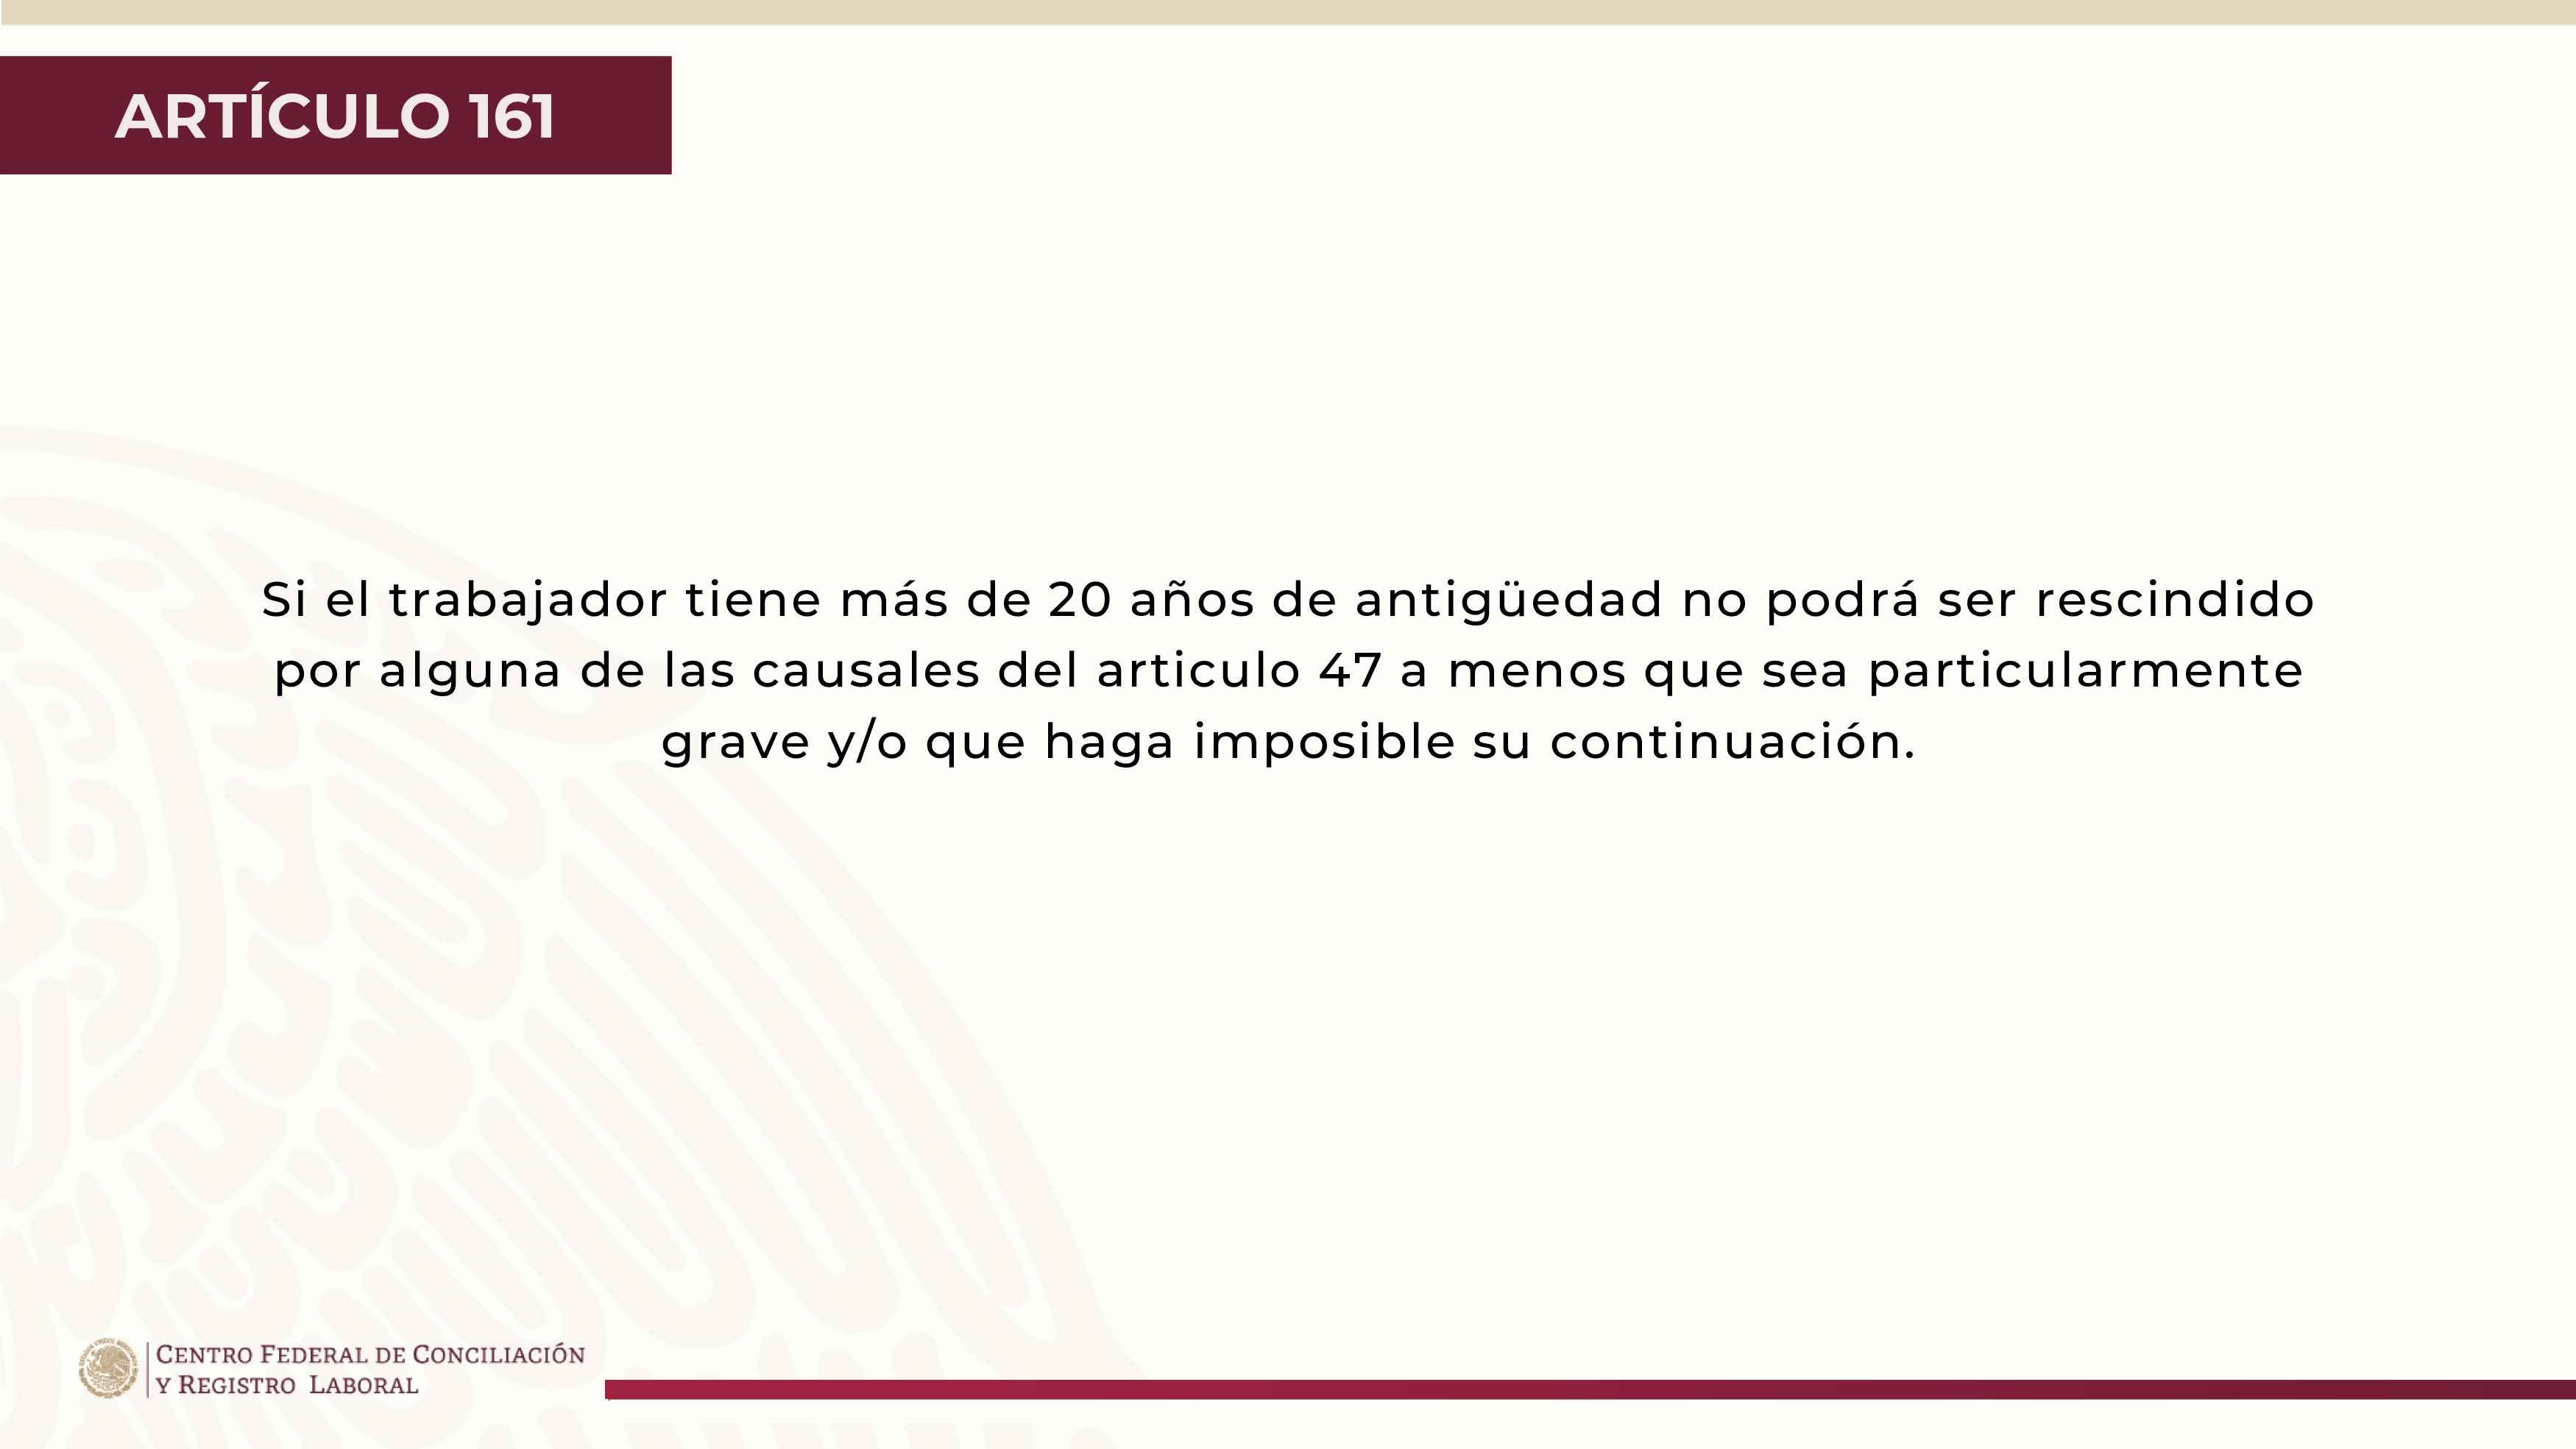 ARTÍCULO 161
Si el trabajador tiene más de 20 años de antigüedad no podrá ser rescindido
por alguna de las causales del articulo 47 a menos que sea particularmente
grave y/o que haga imposible su continuación.
CENTRO FEDERAL DE CONCILIACIÓN
Y REGISTRO LABORAL